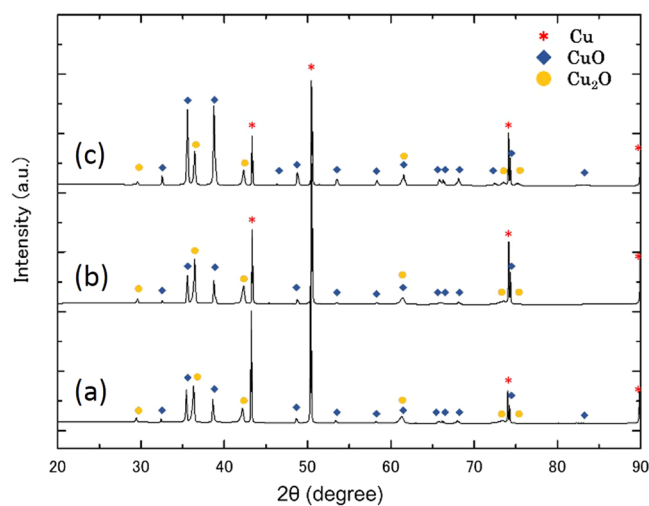 * Cu
◆ CuO
● Cu₂O
(c)
(b)
(a)
Intensity (a.u.)
20 30 40 50 60 70 80 90
2θ (degree)